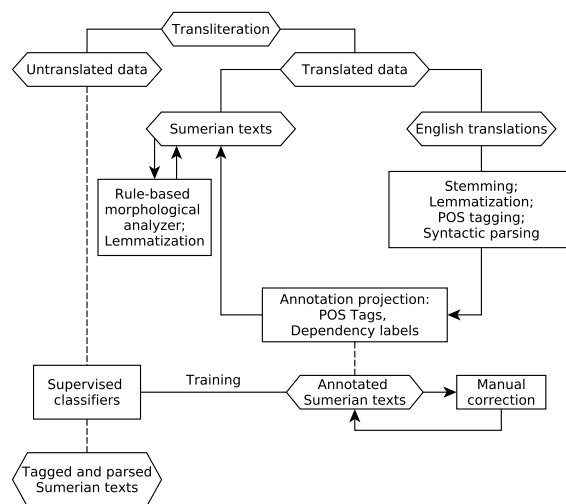 Transliteration
Untranslated data
Translated data
Sumerian texts
English translations
Rule-based
morphological
analyzer;
Lemmatization
Stemming;
Lemmatization;
POS tagging;
Syntactic parsing
Annotation projection:
POS Tags,
Dependency labels
Supervised
classifiers
Training
Annotated
Sumerian texts
Manual
correction
Tagged and parsed
Sumerian texts